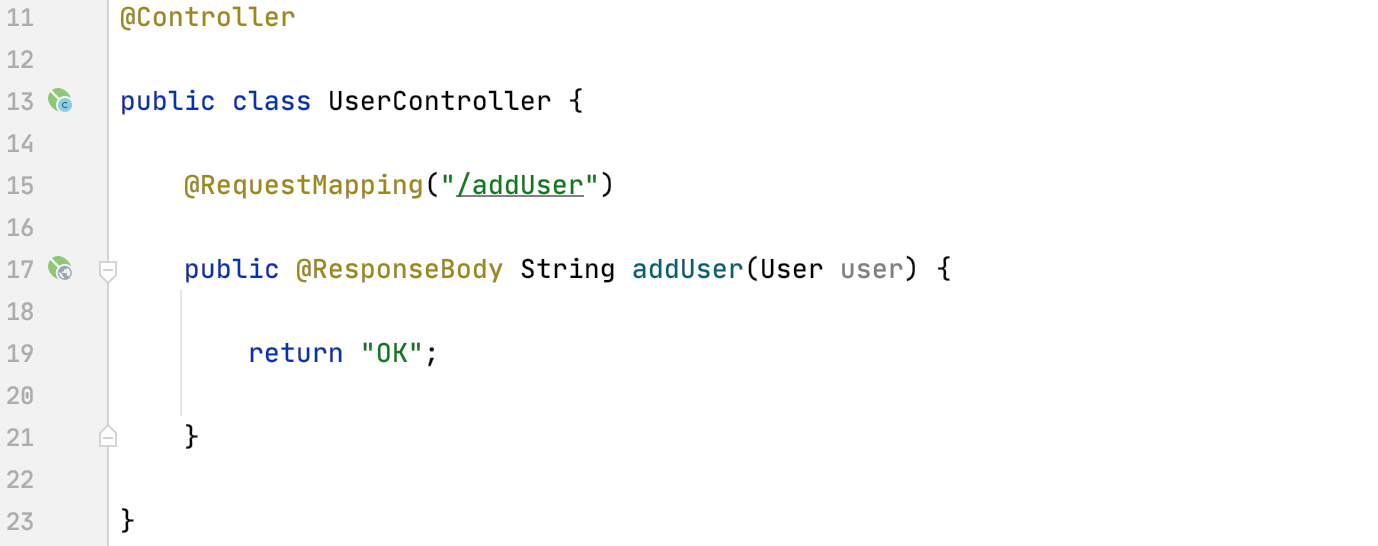 11 @Controller
12
13 public class UserController {
14
15     @RequestMapping("/addUser")
16
17     public @ResponseBody String addUser(User user) {
18
19         return "OK";
20
21     }
22
23 }